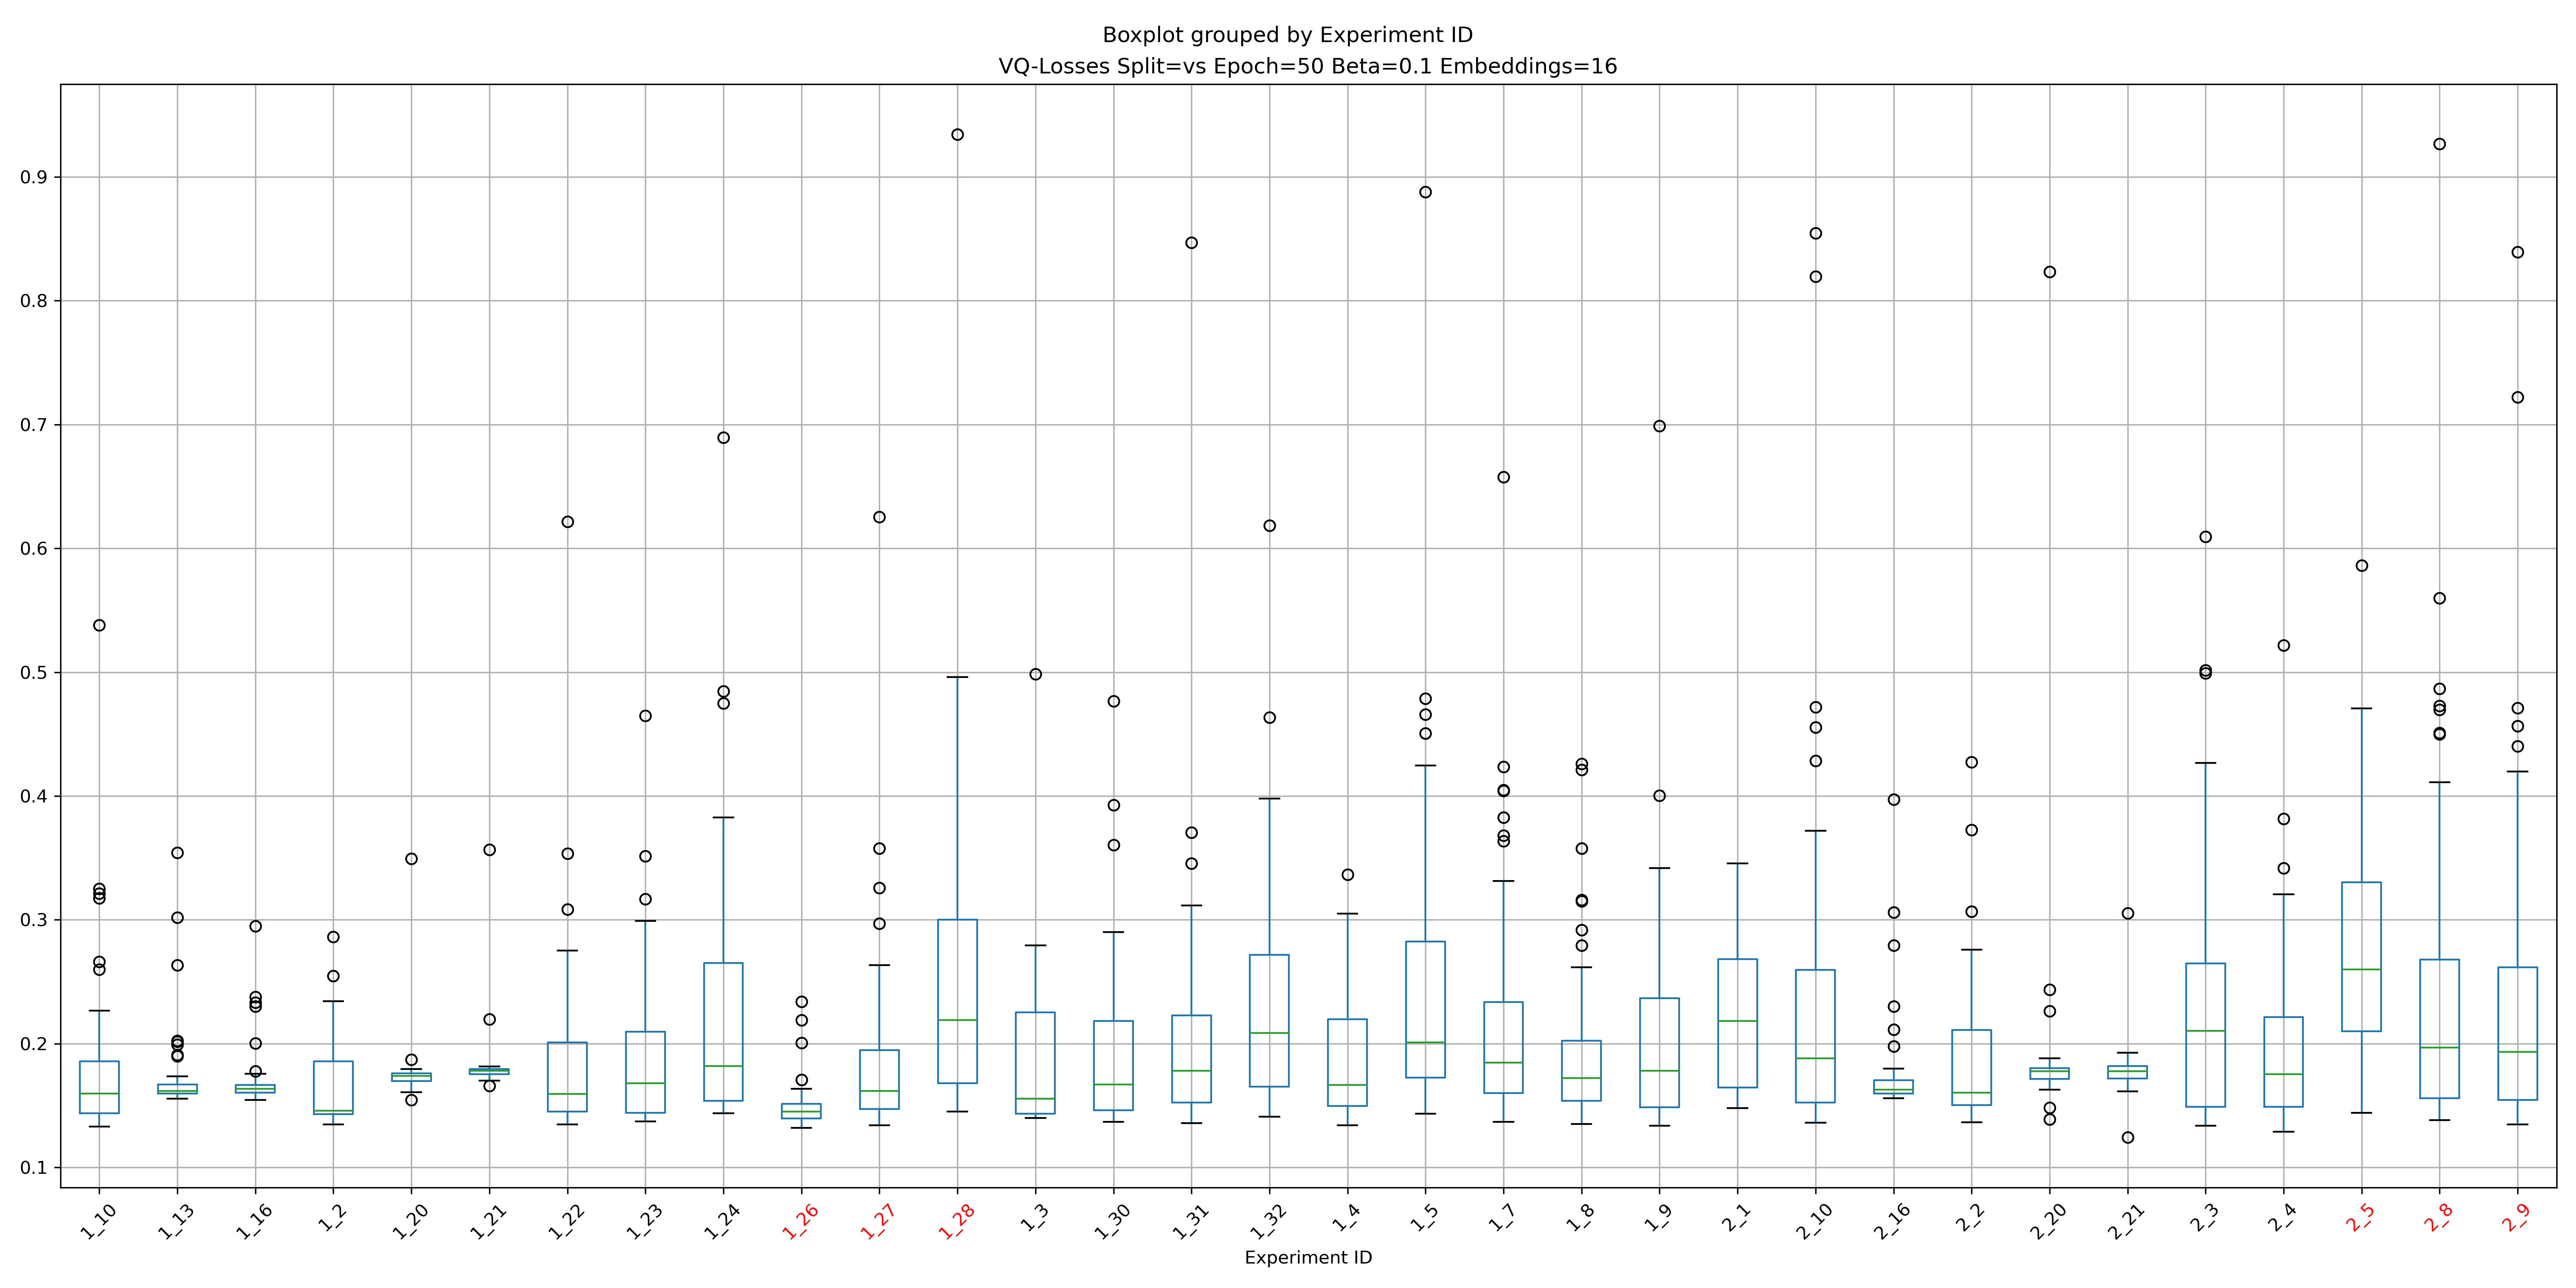 Boxplot grouped by Experiment ID
VQ-Losses Split=vs Epoch=50 Beta=0.1 Embeddings=16
0.9
0.8
0.7
0.6
0.5
0.4
0.3
0.2
0.1
1_10 1_13 1_16 1_2 1_20 1_21 1_22 1_23 1_24 1_26 1_27 1_28 1_3 1_30 1_31 1_32 1_4 1_5 1_7 1_8 1_9 2_1 2_10 2_16 2_2 2_20 2_21 2_3 2_4 2_5 2_8 2_9
Experiment ID